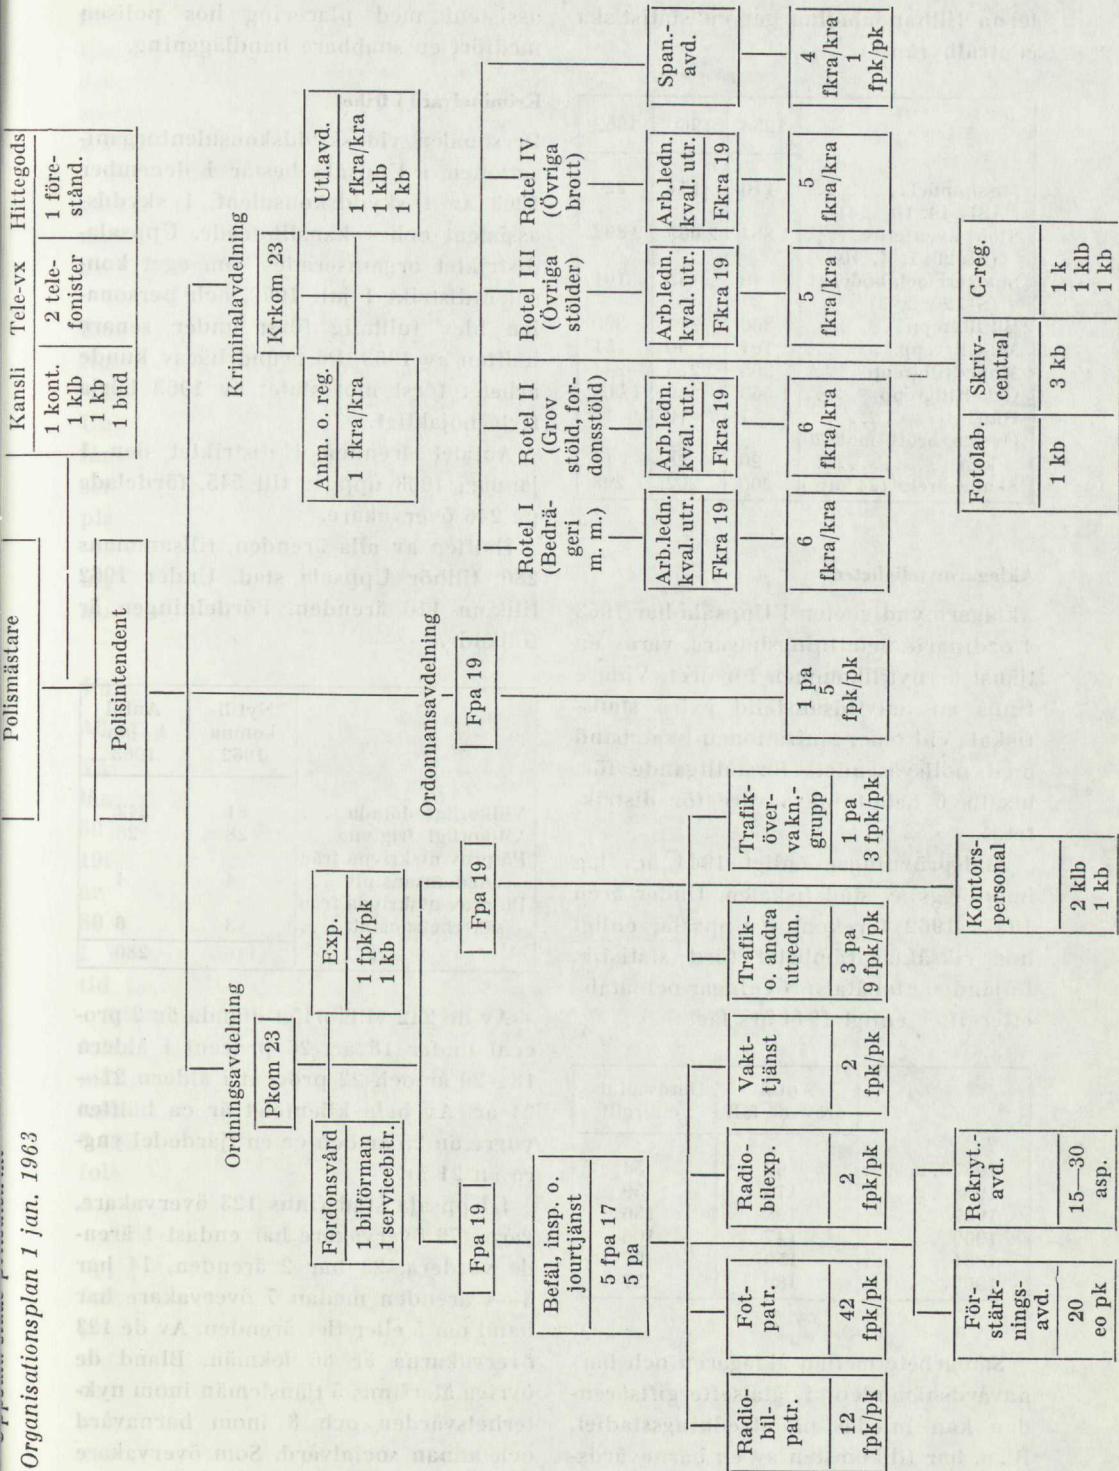 Organisationsplan 1 jan. 1963
Polismästare
Polisintendent
Kansli
1 kont.
1 klb
1 kb
1 bud
Tele-vx
2 tele-
fonister
Hittegods
1 före-
stånd.
Ordningsavdelning
Pkom 23
Fordonsvård
1 bilförman
1 servicebitr.
Exp.
1 fpk/pk
1 kb
Ordonnansavdelning
Fpa 19
1 pa
5
fpk/pk
Kriminalavdelning
Krkom 23
Ann. o. reg.
1 fkra/kra
Utl.avd.
1 fkra/kra
1 klb
1 kb
Fpa 19
Fpa 19
Befäl, insp. o.
jourtjänst
5 fpa 17
5 pa
Radio-
bil-
patr.
12
fpk/pk
Fot-
patr.
42
fpk/pk
Radio-
bilexp.
2
fpk/pk
Vakt-
tjänst
2
fpk/pk
Trafik-
o. andra
utredn.
3 pa
9 fpk/pk
Trafik-
över-
vakn.-
grupp
1 pa
3 fpk/pk
För-
stärk-
nings-
avd.
20
eo pk
Rekryt.-
avd.
15—30
asp.
Kontors-
personal
2 klb
1 kb
Rotel I
(Bedrä-
geri
m. m.)
Arb.ledn.
kval. utr.
Fkra 19
6
fkra/kra
Rotel II
(Grov
stöld, for-
donsstöld)
Arb.ledn.
kval. utr.
Fkra 19
6
fkra/kra
Rotel III
(Övriga
stölder)
Arb.ledn.
kval. utr.
Fkra 19
5
fkra/kra
Rotel IV
(Övriga
brott)
Arb.ledn.
kval. utr.
Fkra 19
5
fkra/kra
Span.-
avd.
4
fkra/kra
1
fpk/pk
Fotolab.
1 kb
Skriv-
central
3 kb
C-reg.
1 k
1 klb
1 kb